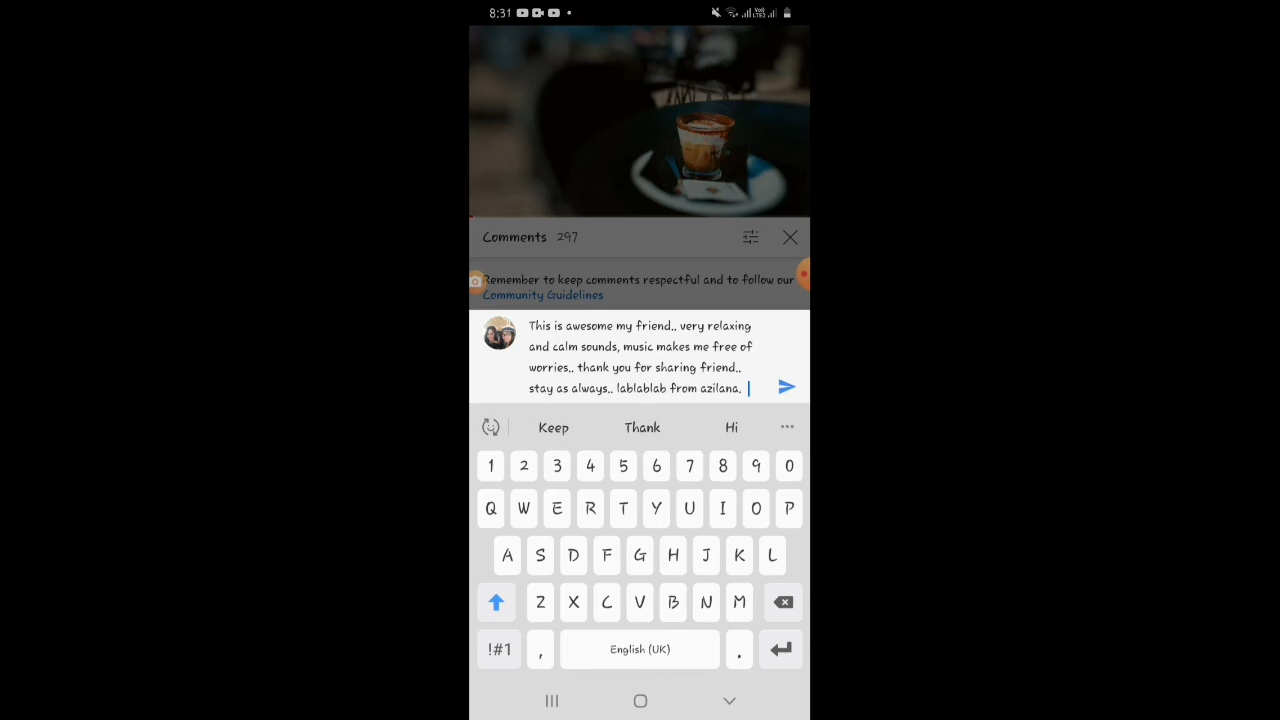 8:31
Vo)) LTE2
Comments 297
Remember to keep comments respectful and to follow our
Community Guidelines
This is awesome my friend.. very relaxing
and calm sounds, music makes me free of
worries.. thank you for sharing friend..
stay as always.. lablablab from azilana.
Keep Thank Hi
1 2 3 4 5 6 7 8 9 0
Q W E R T Y U I O P
A S D F G H J K L
Z X C V B N M
!#1 , English (UK) .